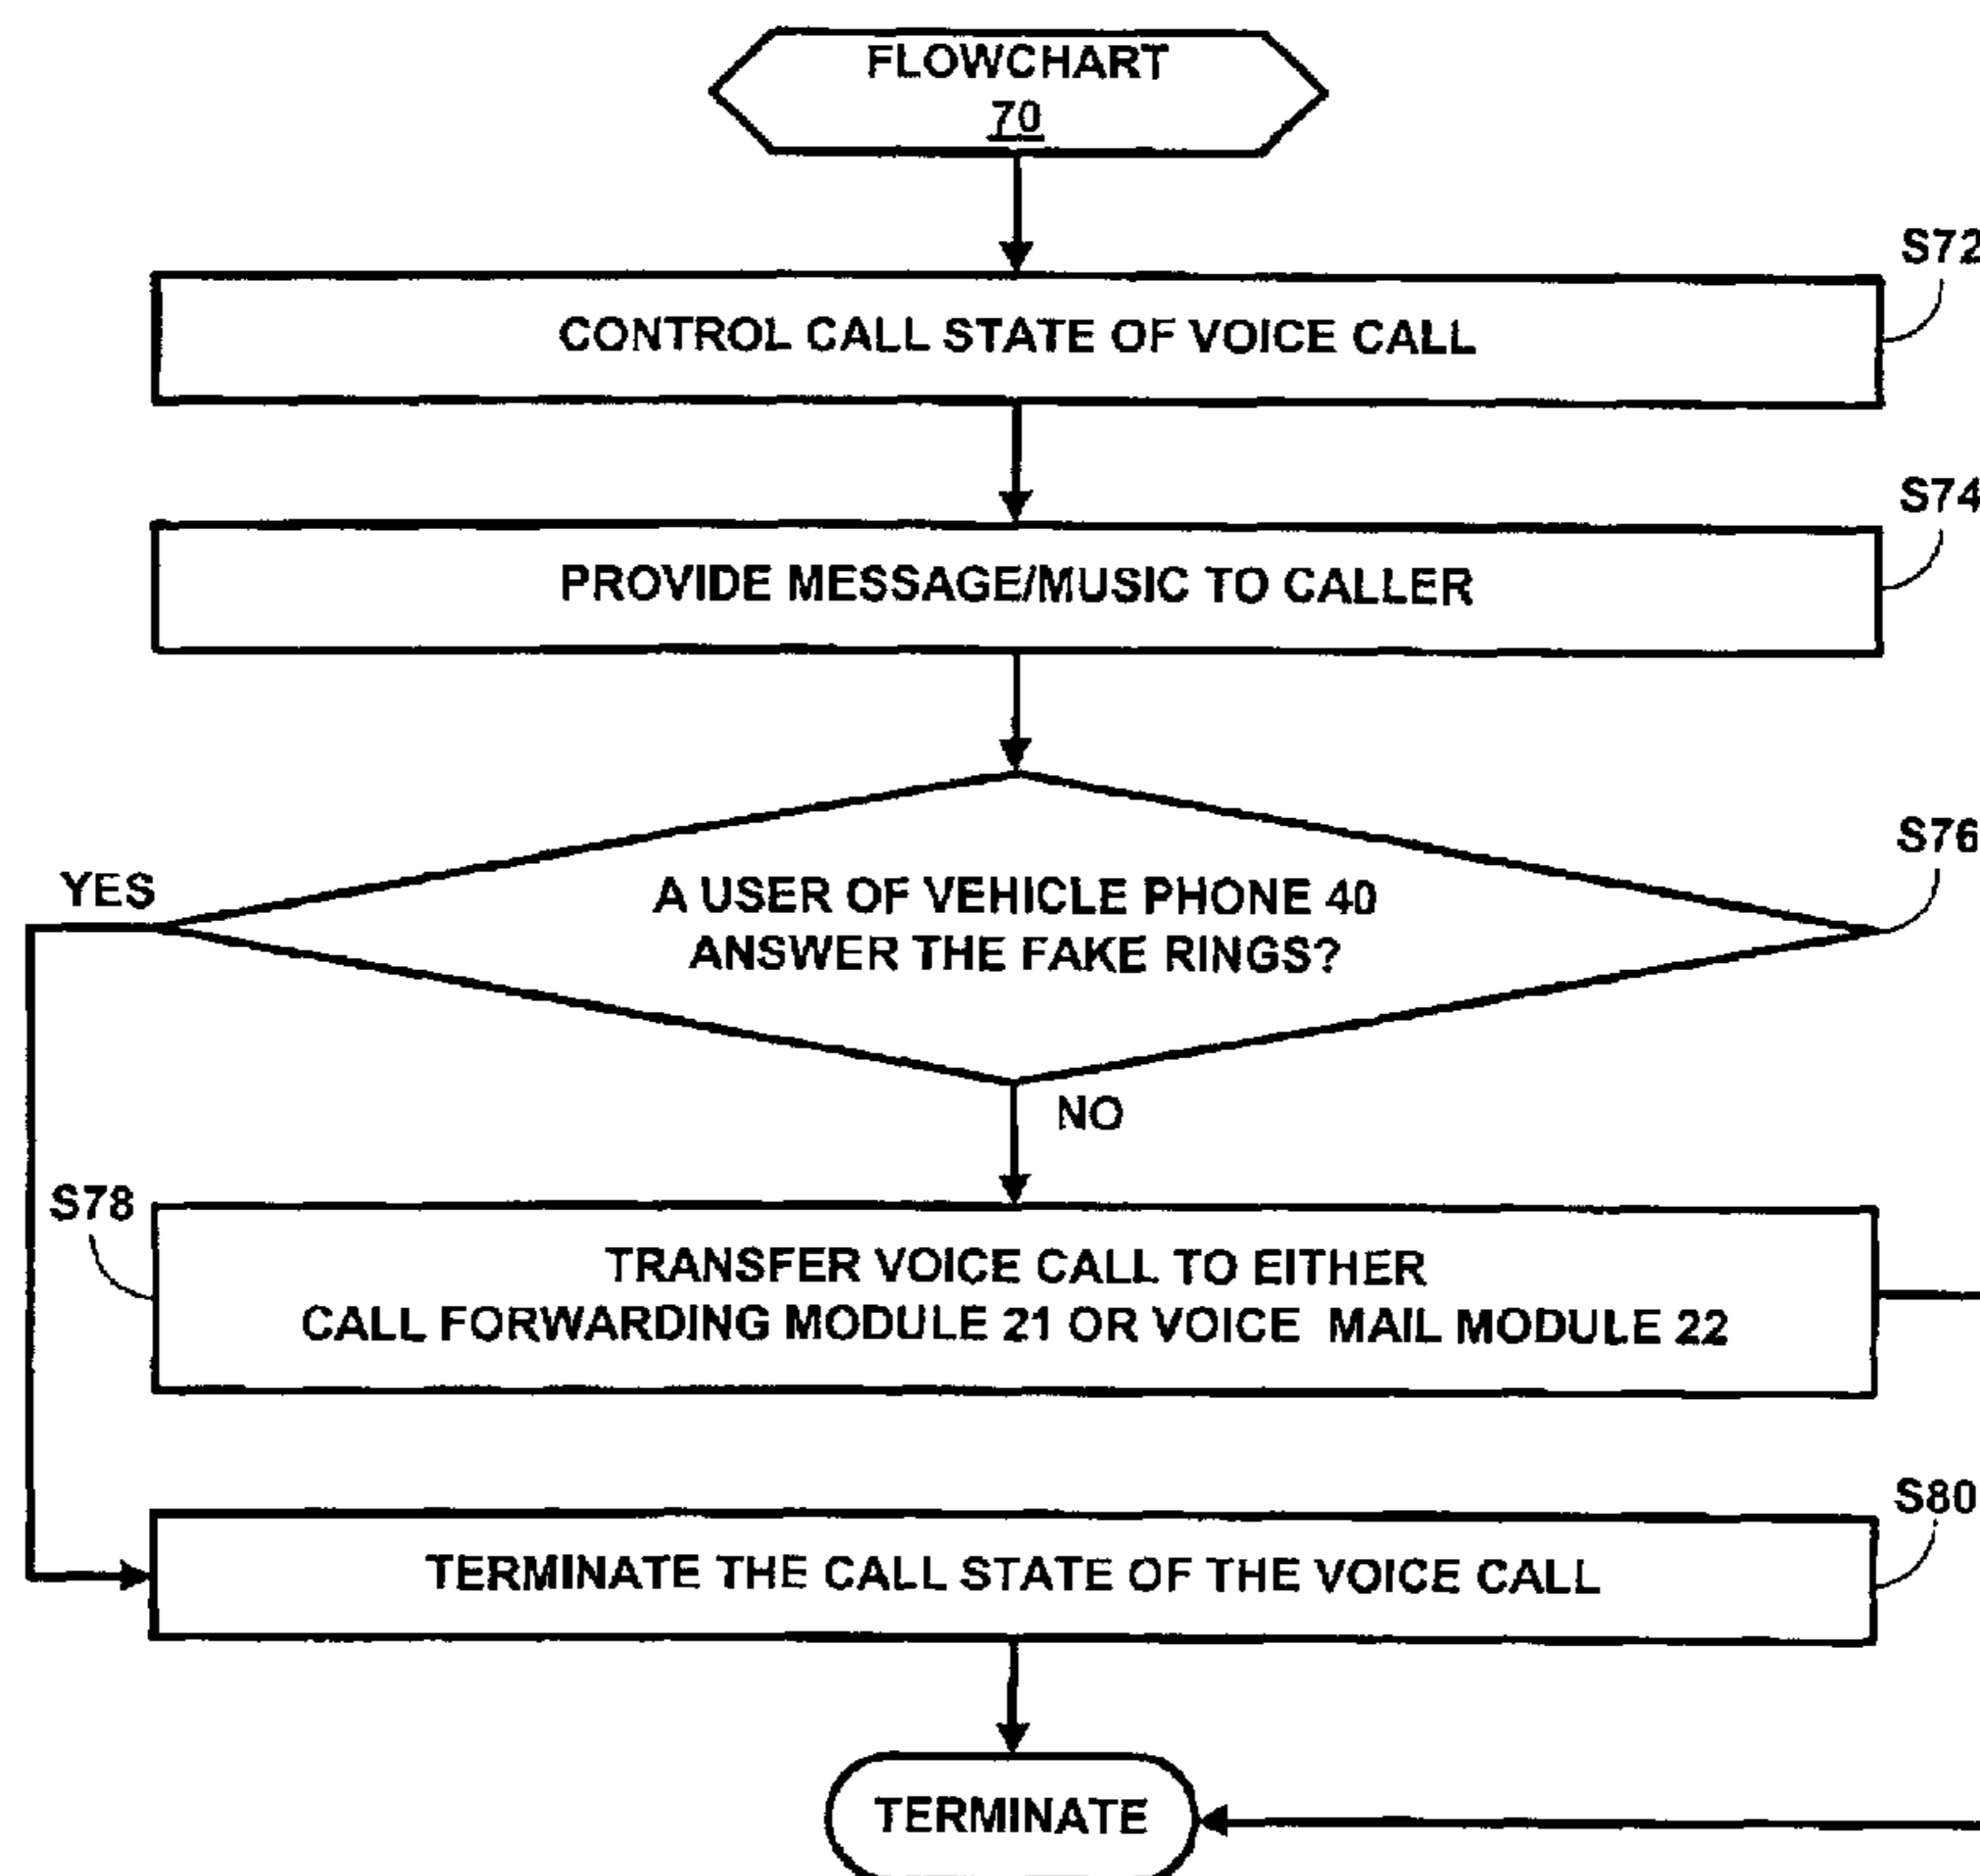 FLOWCHART
70
S72
CONTROL CALL STATE OF VOICE CALL
S74
PROVIDE MESSAGE/MUSIC TO CALLER
S76
YES
A USER OF VEHICLE PHONE 40
ANSWER THE FAKE RINGS?
NO
S78
TRANSFER VOICE CALL TO EITHER
CALL FORWARDING MODULE 21 OR VOICE MAIL MODULE 22
S80
TERMINATE THE CALL STATE OF THE VOICE CALL
TERMINATE